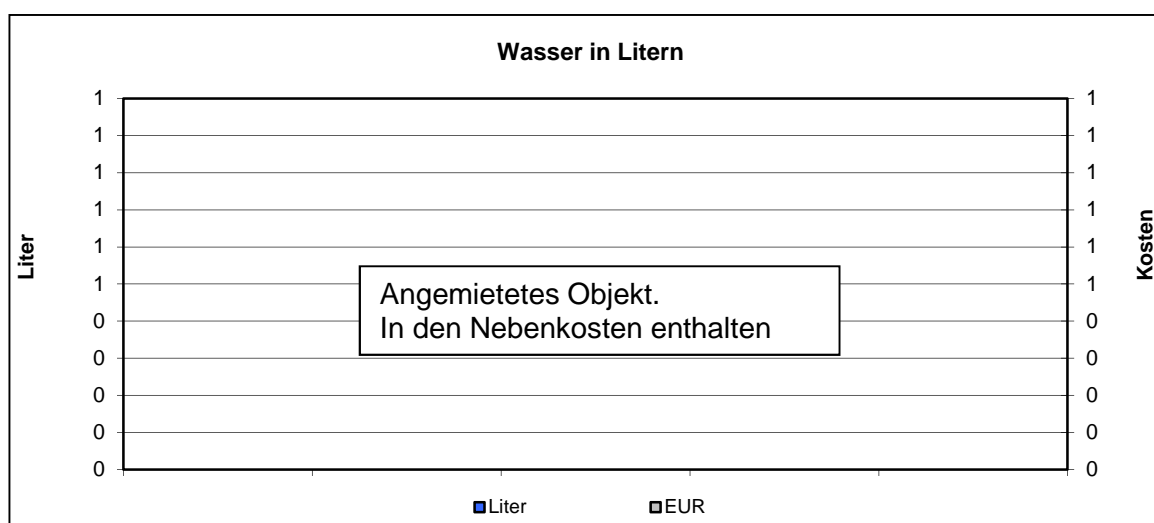 Wasser in Litern
1 1
1 1
1 1
1 1
1 1
1 1
0 0
0 0
0 0
0 0
0 0
Liter
Kosten
Angemietetes Objekt.
In den Nebenkosten enthalten
Liter EUR